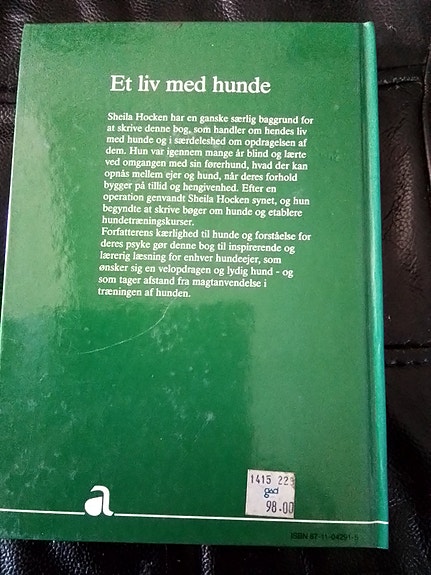 Et liv med hunde
Sheila Hocken har en ganske særlig baggrund for
at skrive denne bog, som handler om hendes liv
med hunde og i særdeleshed om opdragelsen af
dem. Hun var igennem mange år blind og lærte
ved omgangen med sin førerhund, hvad der kan
opnås mellem ejer og hund, når deres forhold
bygger på tillid og hengivenhed. Efter en
operation genvandt Sheila Hocken synet, og hun
begyndte at skrive bøger om hunde og etablere
hundetræningskurser.
Forfatterens kærlighed til hunde og forståelse for
deres psyke gør denne bog til inspirerende og
lærerig læsning for enhver hundeejer, som
ønsker sig en velopdragen og lydig hund - og
som tager afstand fra magtanvendelse i
træningen af hunden.
1415 223
gad
98.00
a
ISBN 87-11-04291-5